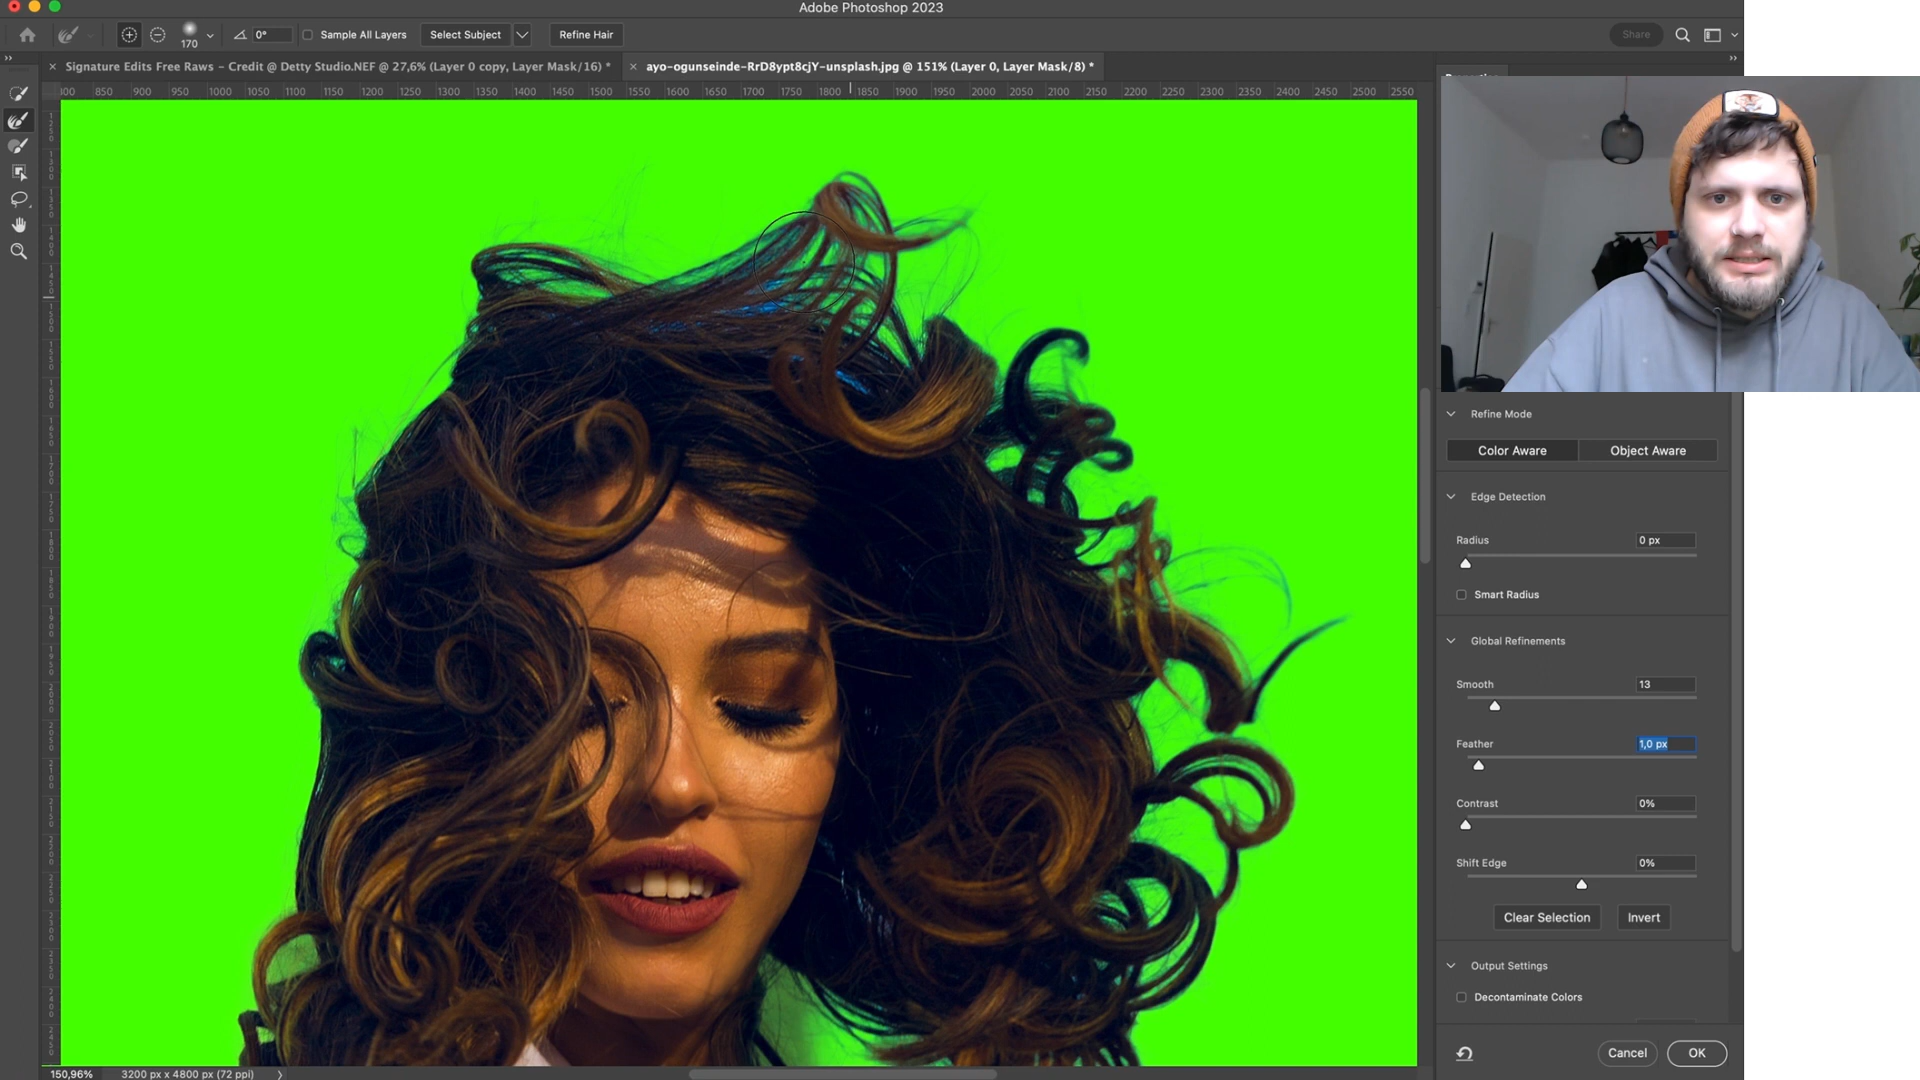 Adobe Photoshop 2023
170
0°
Sample All Layers
Select Subject
Refine Hair
Share
Signature Edits Free Raws - Credit @ Detty Studio.NEF @ 27,6% (Layer 0 copy, Layer Mask/16) *
ayo-ogunseinde-RrD8ypt8cjY-unsplash.jpg @ 151% (Layer 0, Layer Mask/8) *
850 900 950 1000 1050 1100 1150 1200 1250 1300 1350 1400 1450 1500 1550 1600 1650 1700 1750 1800 1850 1900 1950 2000 2050 2100 2150 2200 2250 2300 2350 2400 2450 2500 2550
Refine Mode
Color Aware
Object Aware
Edge Detection
Radius
0 px
Smart Radius
Global Refinements
Smooth
13
Feather
1,0 px
Contrast
0%
Shift Edge
0%
Clear Selection
Invert
Output Settings
Decontaminate Colors
Cancel
OK
150,96%
3200 px x 4800 px (72 ppi)